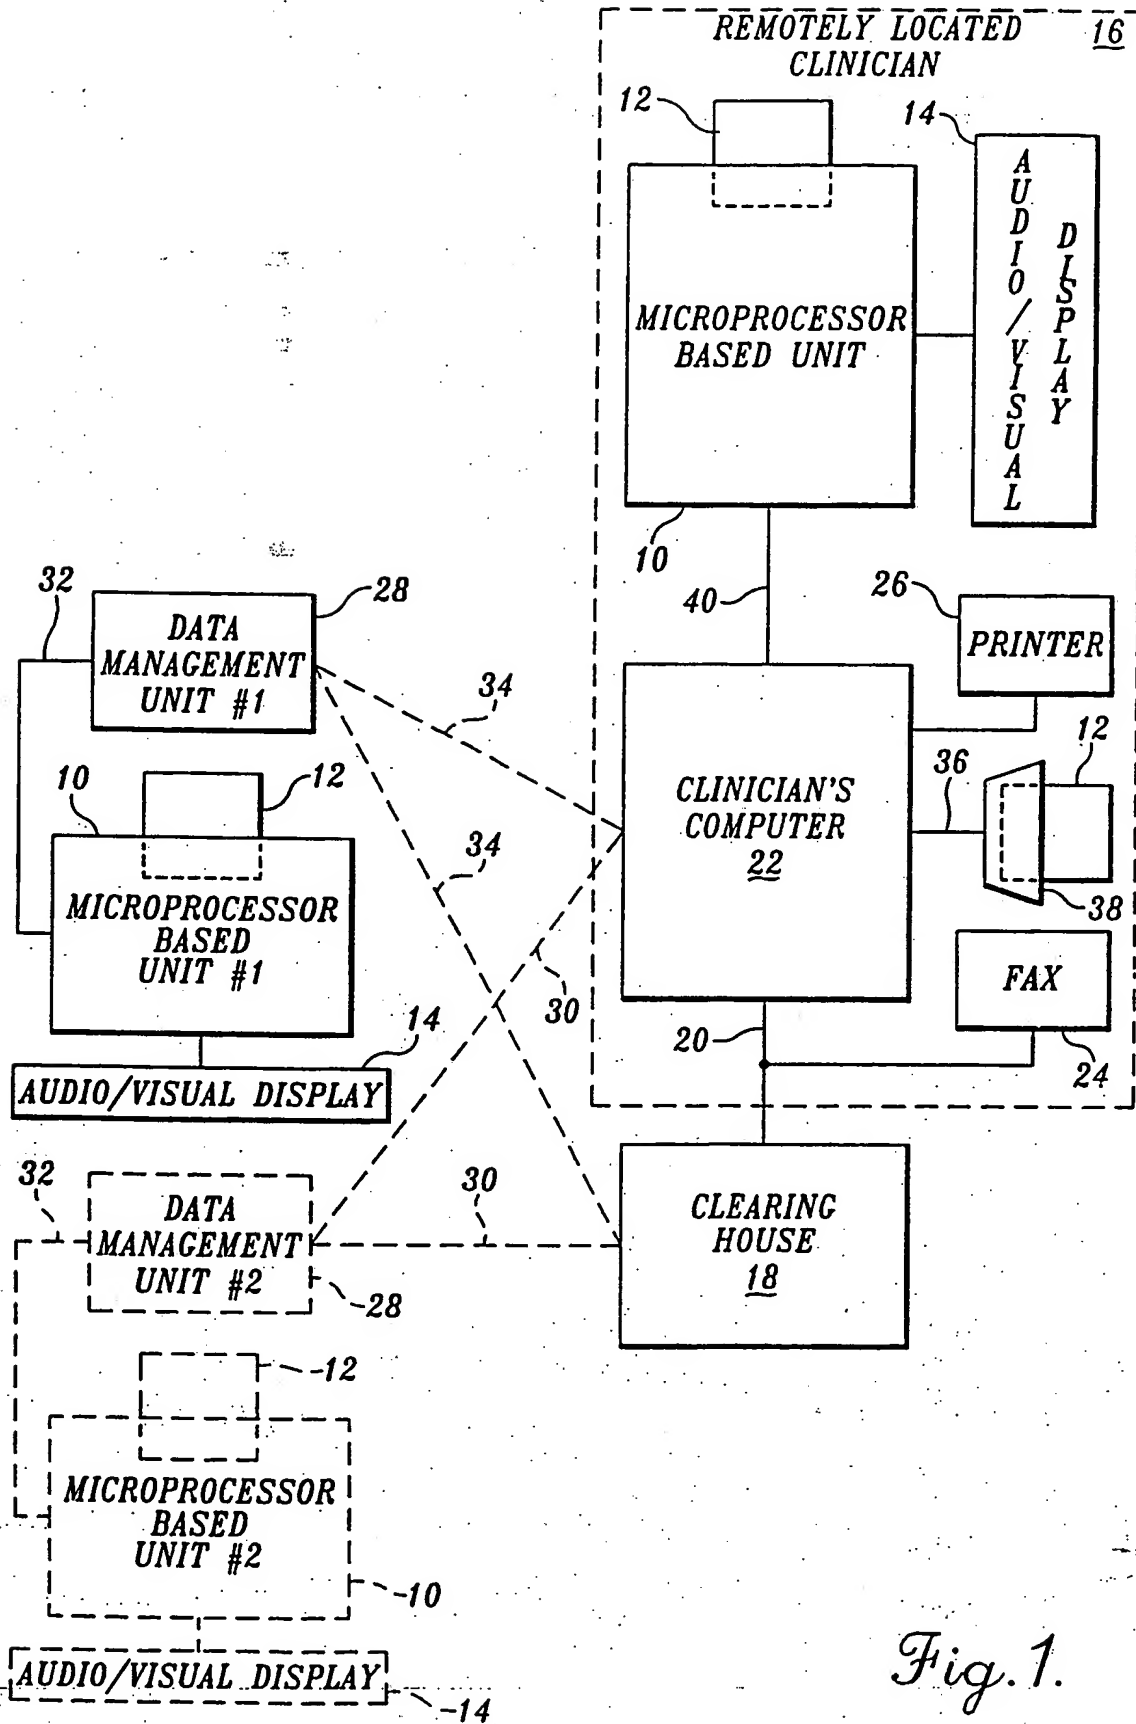 REMOTELY LOCATED
CLINICIAN
16
12
14
MICROPROCESSOR
BASED UNIT
AUDIO/VISUAL
DISPLAY
10
40
26
PRINTER
32
28
DATA
MANAGEMENT
UNIT #1
34
12
36
10
12
CLINICIAN'S
COMPUTER
22
34
38
MICROPROCESSOR
BASED
UNIT #1
30
FAX
20
24
14
AUDIO/VISUAL DISPLAY
32
30
DATA
MANAGEMENT
UNIT #2
28
CLEARING
HOUSE
18
12
MICROPROCESSOR
BASED
UNIT #2
10
AUDIO/VISUAL DISPLAY
14
Fig. 1.